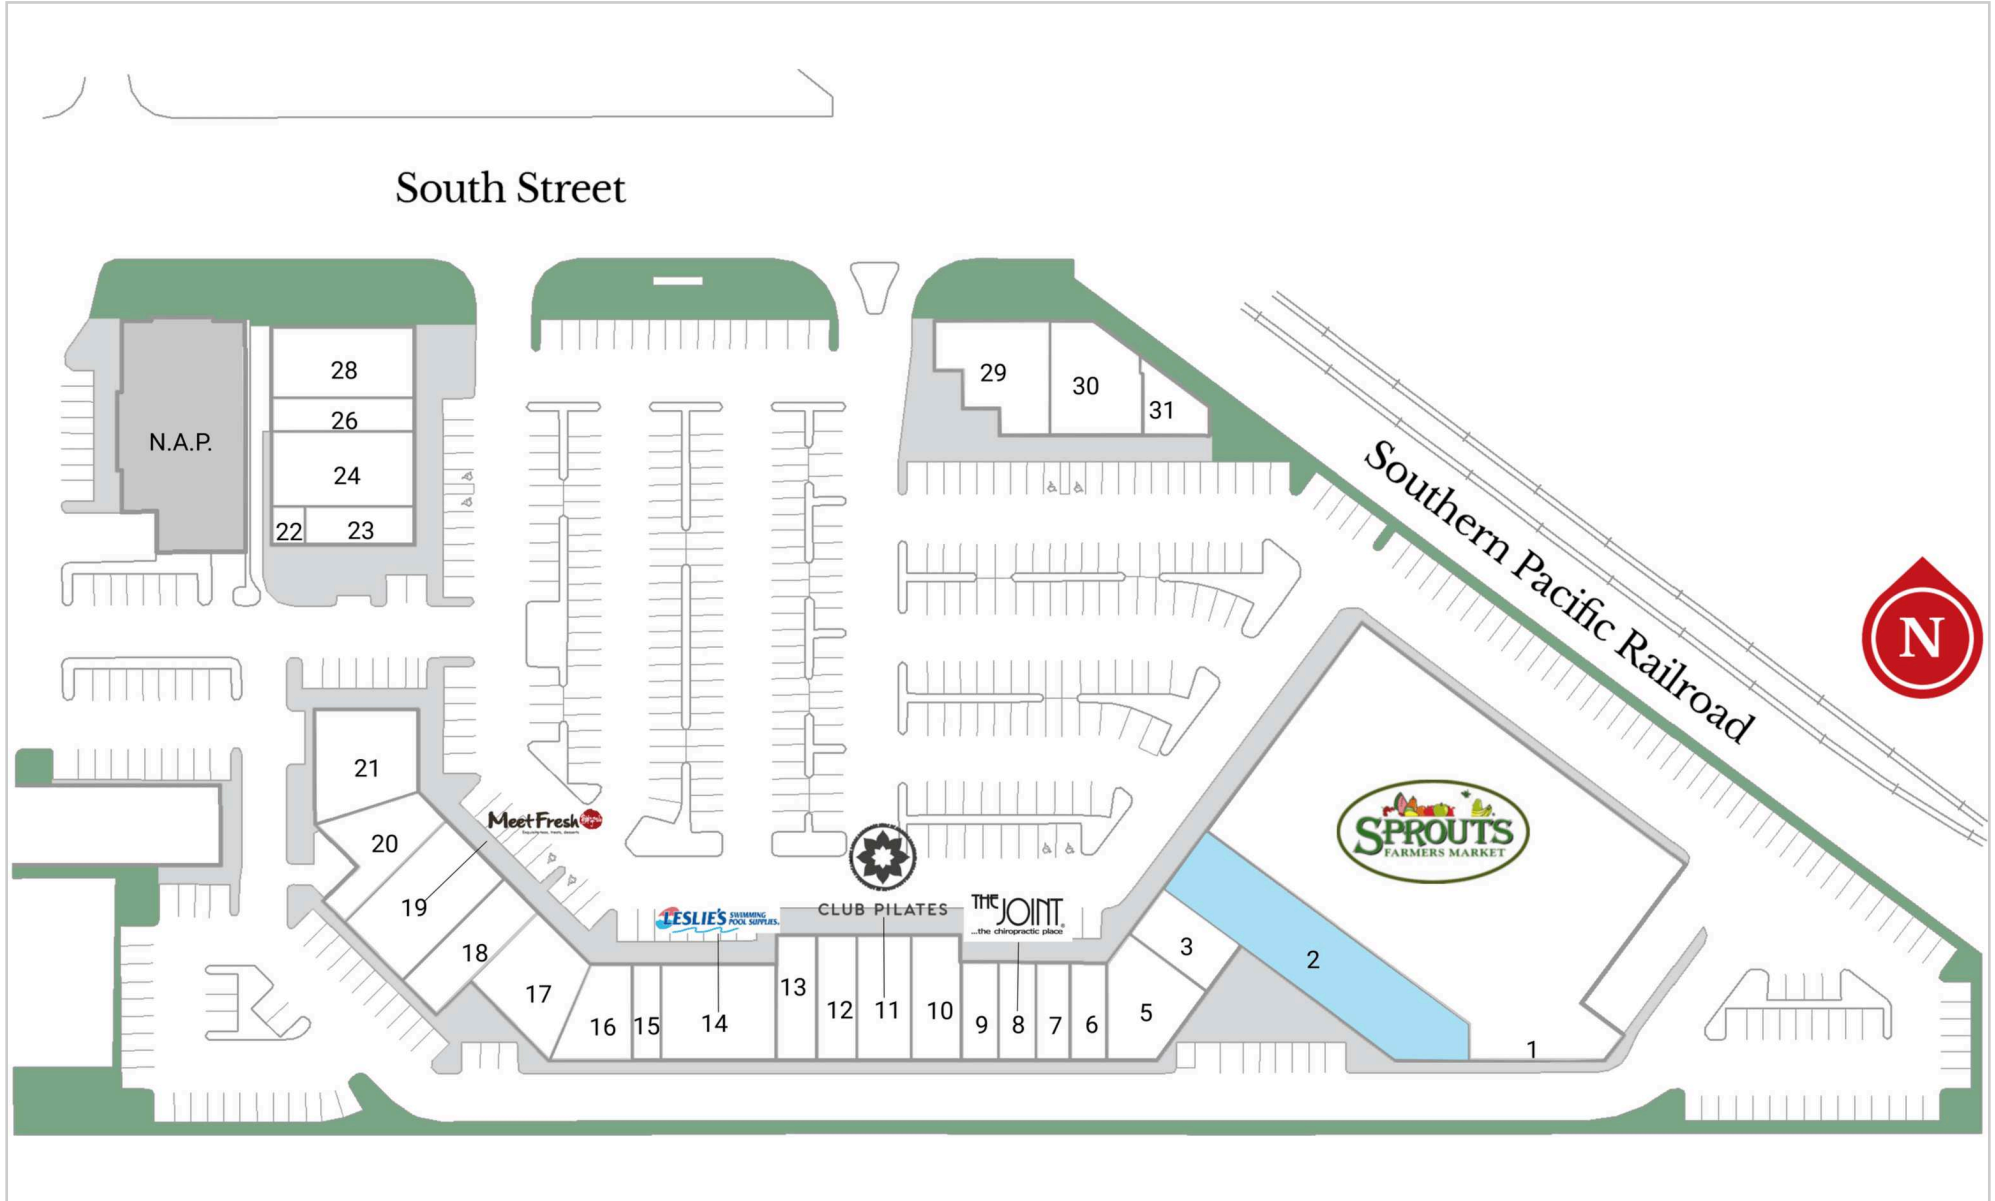 South Street
28
26
N.A.P.
24
22
23
29
30
31
Southern Pacific Railroad
N
21
20
19
18
17
16
15
14
13
12
11
10
9
8
7
6
5
3
2
1
MeetFresh
LESLIE'S SWIMMING
POOL SUPPLIES.
CLUB PILATES
THE JOINT
...the chiropractic place
SPROUTS
FARMERS MARKET